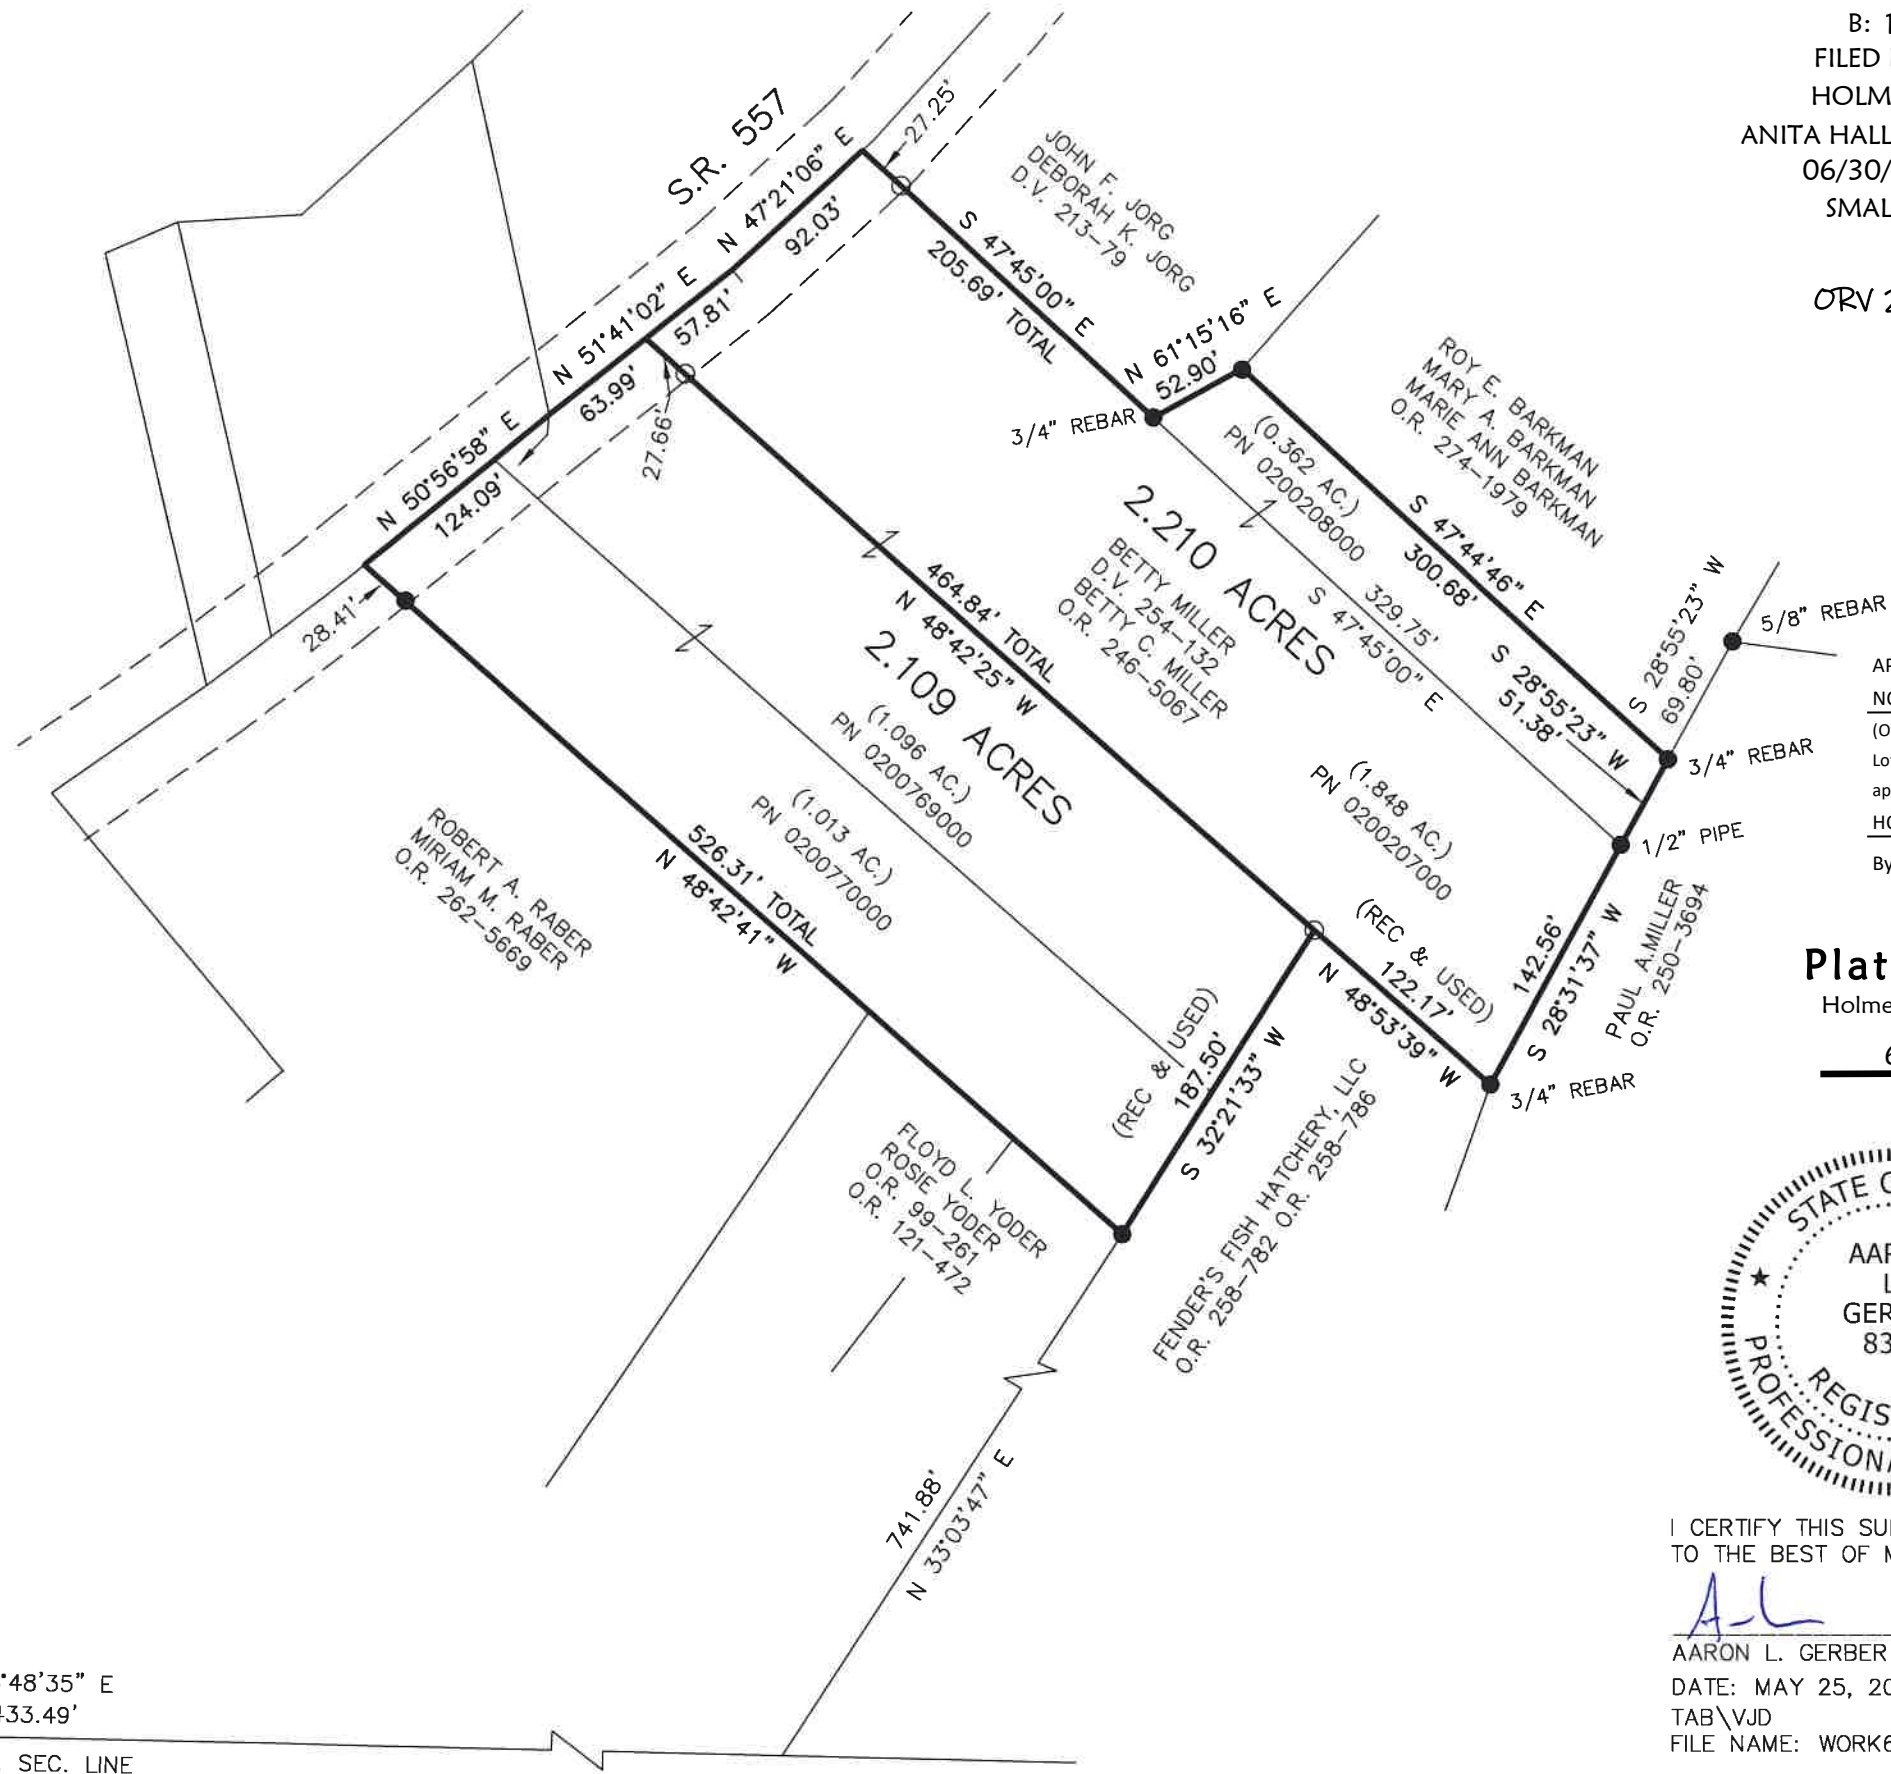 S.R. 557
N 47°21'06" E
92.03'
27.25'
N 51°41'02" E
57.81'
63.99'
27.66'
N 50°56'58" E
124.09'
28.41'
JOHN F. JORG
DEBORAH K. JORG
D.V. 213-79
S 47°45'00" E
205.69' TOTAL
N 61°15'16" E
52.90'
3/4" REBAR
ROY E. BARKMAN
MARY A. BARKMAN
MARIE ANN BARKMAN
O.R. 274-1979
(0.362 AC.)
PN 0200208000
S 47°44'46" E
300.68'
2.210 ACRES
BETTY MILLER
D.V. 254-132
BETTY C. MILLER
O.R. 246-5067
329.75'
S 47°45'00" E
S 28°55'23" W
51.38'
S 28°55'23" W
69.80'
5/8" REBAR
3/4" REBAR
1/2" PIPE
464.84' TOTAL
N 48°42'25" W
2.109 ACRES
(1.096 AC.)
PN 0200769000
(1.013 AC.)
PN 0200770000
(1.848 AC.)
PN 0200207000
526.31' TOTAL
N 48°42'41" W
ROBERT A. RABER
MIRIAM M. RABER
O.R. 262-5669
(REC & USED)
122.17'
N 48°53'39" W
142.56'
S 28°31'37" W
PAUL A.MILLER
O.R. 250-3694
3/4" REBAR
(REC & USED)
187.50'
S 32°21'33" W
FENDER'S FISH HATCHERY, LLC
O.R. 258-782 O.R. 258-786
FLOYD L. YODER
ROSIE YODER
O.R. 99-261
O.R. 121-472
741.88'
N 33°03'47" E
°48'35" E
433.49'
SEC. LINE
B: 1
FILED
HOLM
ANITA HALL
06/30/
SMAL
ORV 2
AP
NO
(O
Lo
ap
HO
By
Plat
Holme
6
STATE O
AAR
L
GER
83
REGIS
PROFESSION
I CERTIFY THIS SU
TO THE BEST OF M
A-L
AARON L. GERBER
DATE: MAY 25, 20
TAB\VJD
FILE NAME: WORK6